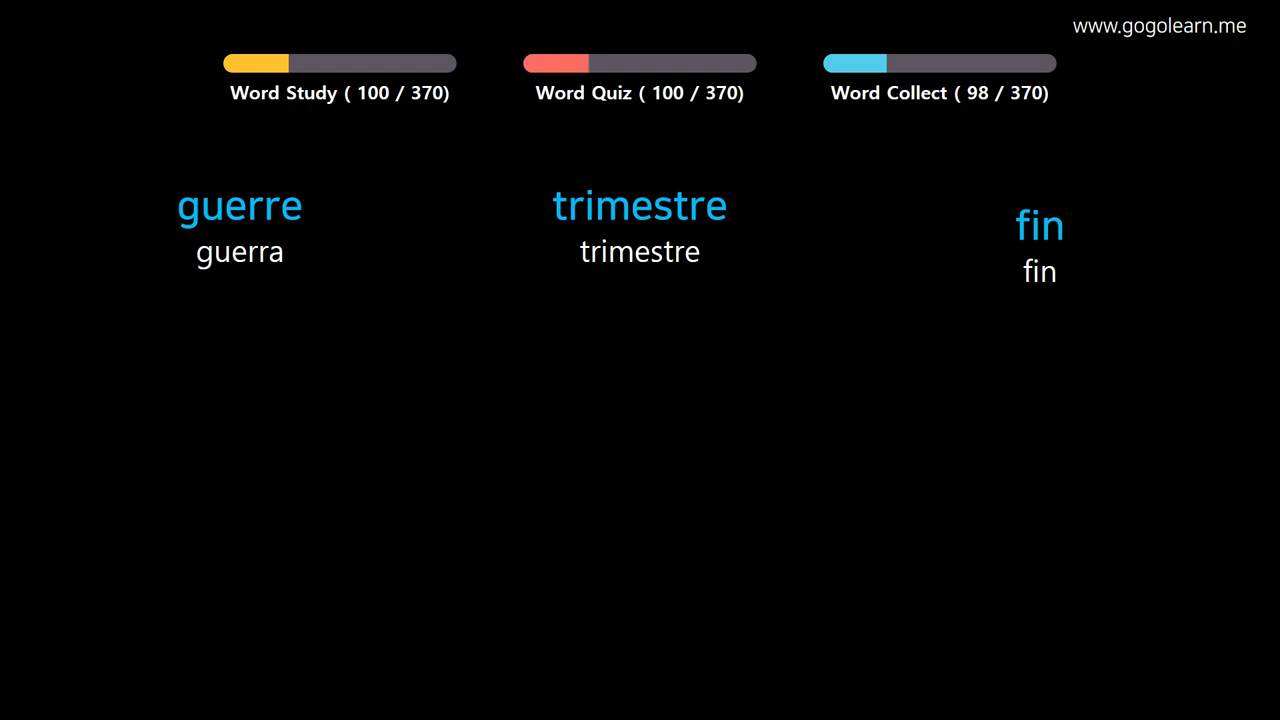 www.gogolearn.me
Word Study ( 100 / 370)
Word Quiz ( 100 / 370)
Word Collect ( 98 / 370)
guerre
guerra
trimestre
trimestre
fin
fin